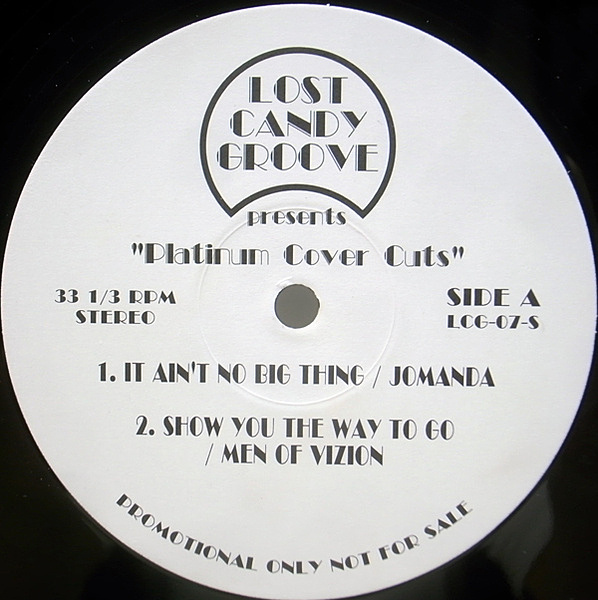 LOST
CANDY
GROOVE
presents
"Platinum Cover Cuts"
33 1/3 RPM
STEREO
SIDE A
LCG-07-S
1. IT AIN'T NO BIG THING / JOMANDA
2. SHOW YOU THE WAY TO GO
/ MEN OF VIZION
PROMOTIONAL ONLY NOT FOR SALE